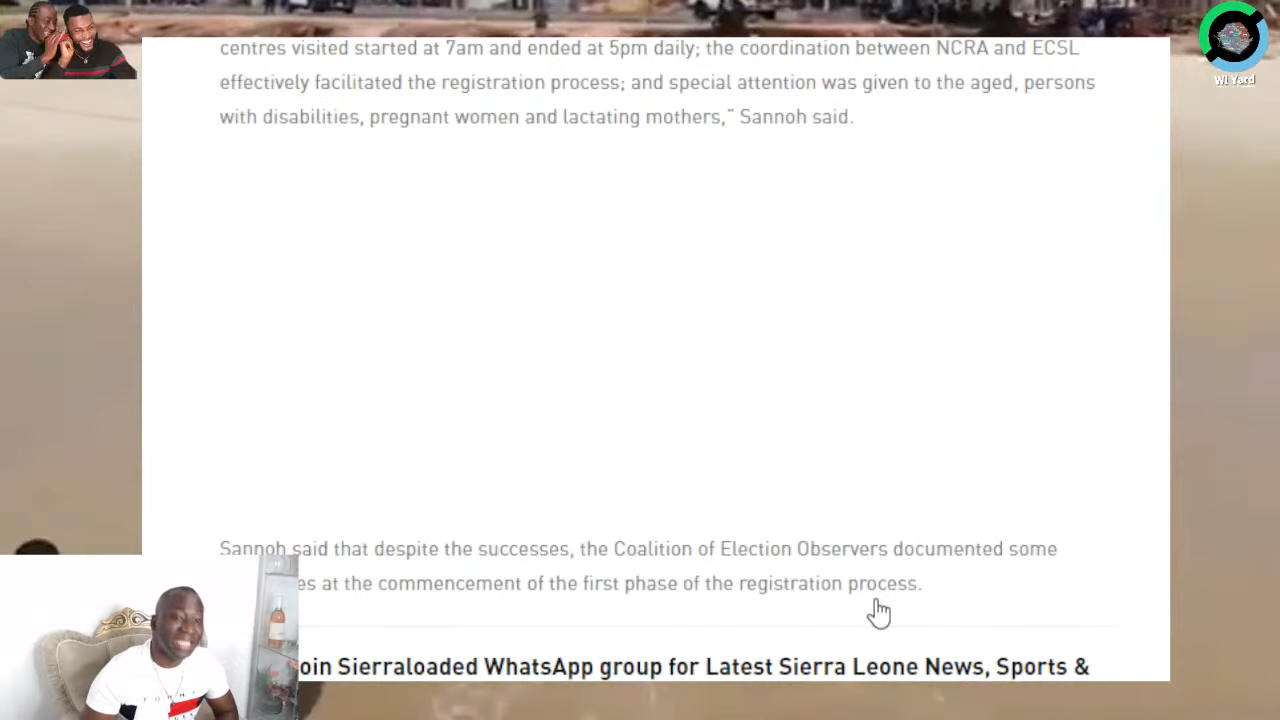 WI Yard
centres visited started at 7am and ended at 5pm daily; the coordination between NCRA and ECSL
effectively facilitated the registration process; and special attention was given to the aged, persons
with disabilities, pregnant women and lactating mothers,” Sannoh said.
Sannoh said that despite the successes, the Coalition of Election Observers documented some
es at the commencement of the first phase of the registration process.
oin Sierraloaded WhatsApp group for Latest Sierra Leone News, Sports &
TOMMY